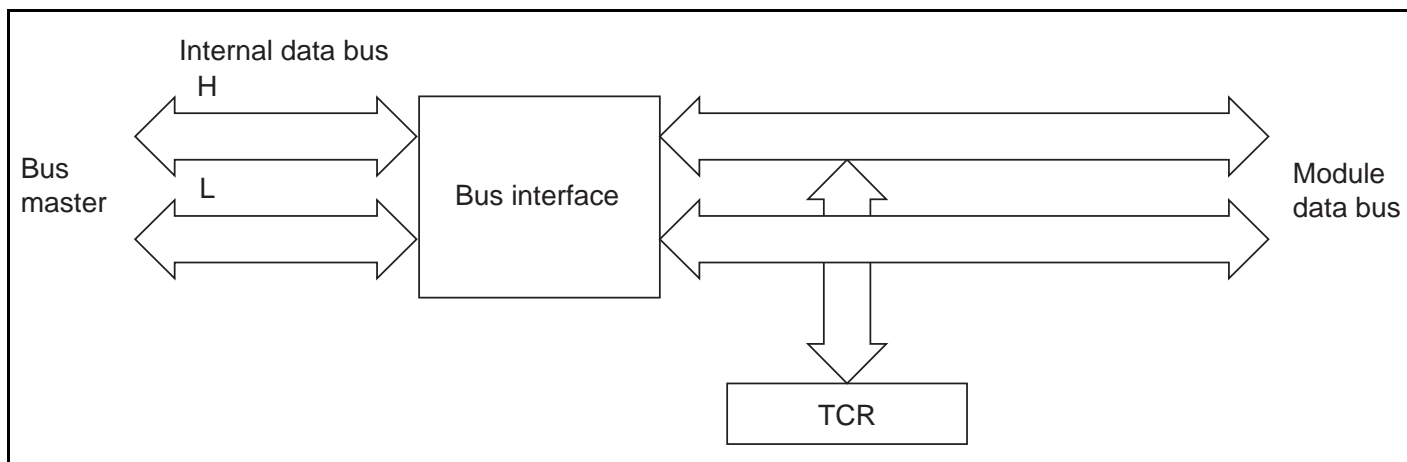 Internal data bus
H
Bus
master
L
Bus interface
Module
data bus
TCR